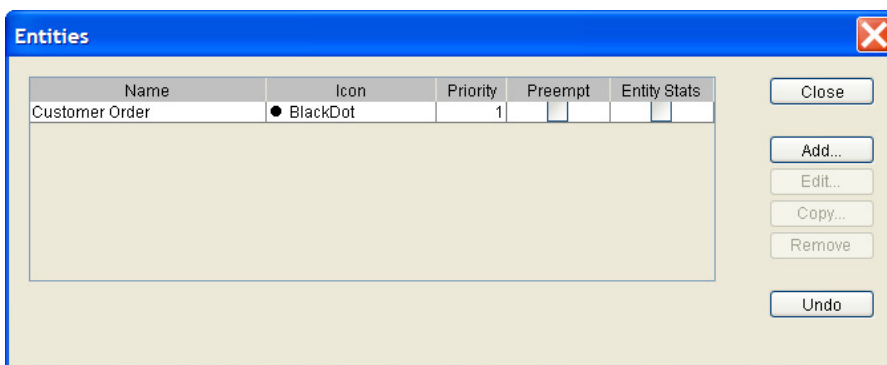 Entities
Name Icon Priority Preempt Entity Stats
Customer Order BlackDot 1
Close
Add...
Edit...
Copy...
Remove
Undo